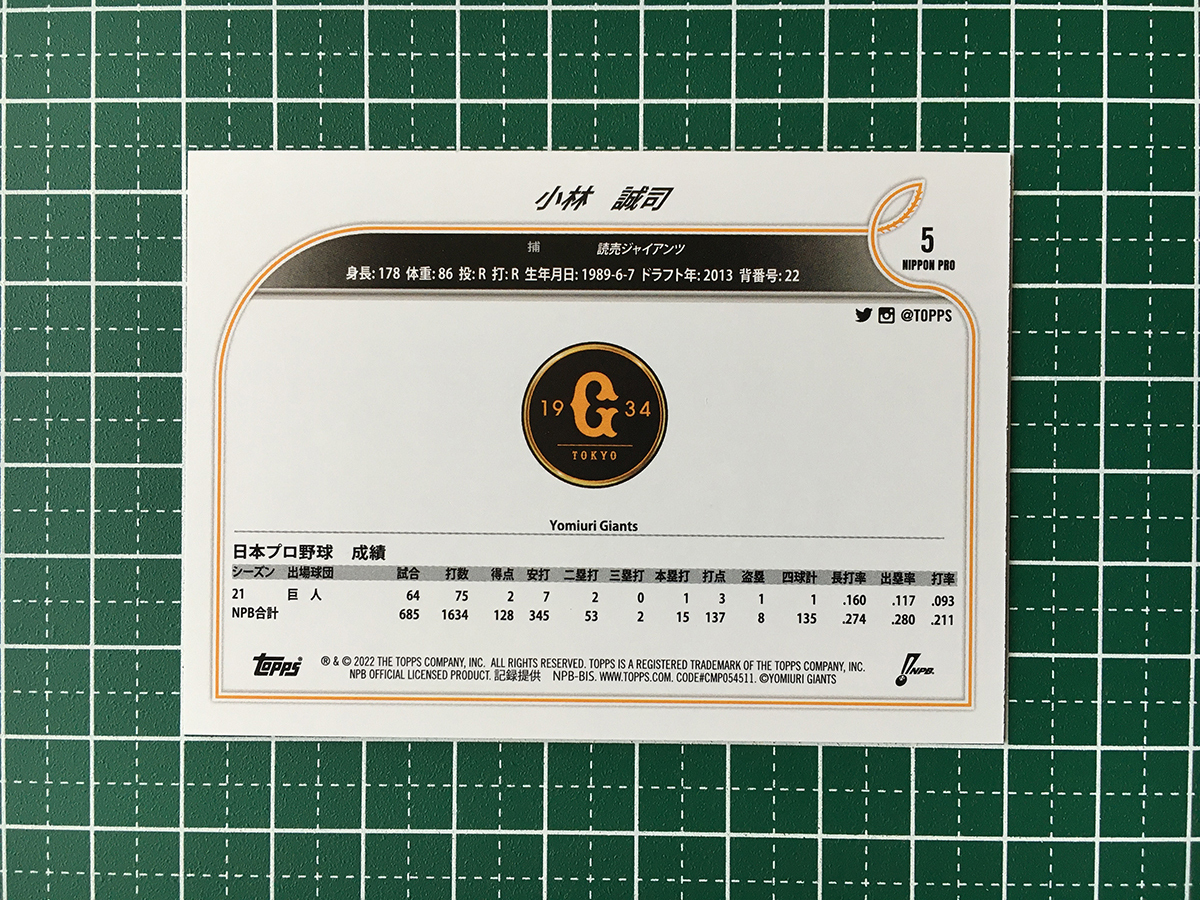 小林 誠司
5
NIPPON PRO
捕 読売ジャイアンツ
身長: 178 体重: 86 投: R 打: R 生年月日: 1989-6-7 ドラフト年: 2013 背番号: 22
@TOPPS
19 G 34
TOKYO
Yomiuri Giants
日本プロ野球 成績
シーズン 出場球団 試合 打数 得点 安打 二塁打 三塁打 本塁打 打点 盗塁 四球計 長打率 出塁率 打率
21 巨 人 64 75 2 7 2 0 1 3 1 1 .160 .117 .093
NPB合計 685 1634 128 345 53 2 15 137 8 135 .274 .280 .211
TOPPS ® & © 2022 THE TOPPS COMPANY, INC. ALL RIGHTS RESERVED. TOPPS IS A REGISTERED TRADEMARK OF THE TOPPS COMPANY, INC.
NPB OFFICIAL LICENSED PRODUCT. 記録提供 NPB-BIS. WWW.TOPPS.COM. CODE#CMP054511. ©YOMIURI GIANTS
NPB.